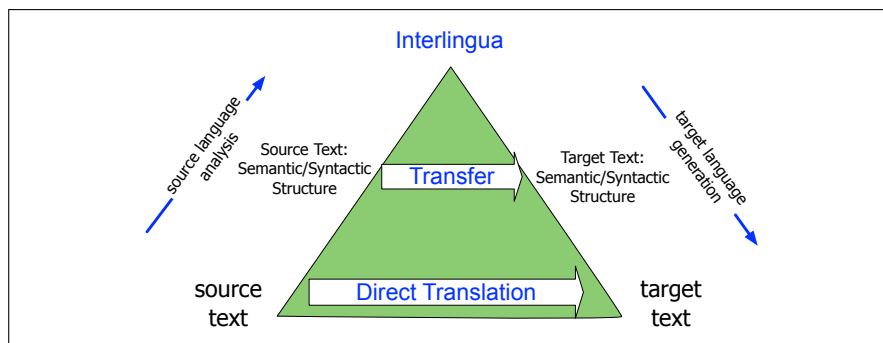 Interlingua
source language
analysis
target language
generation
Source Text:
Semantic/Syntactic
Structure
Transfer
Target Text:
Semantic/Syntactic
Structure
source
text
Direct Translation
target
text